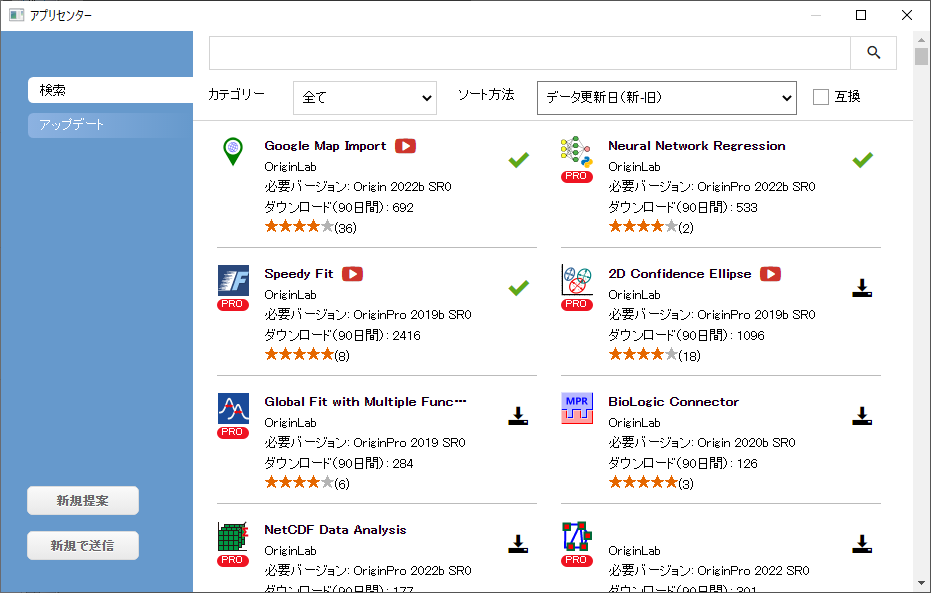 アプリセンター
検索
アップデート
新規提案
新規で送信
カテゴリー
全て
ソート方法
データ更新日(新-旧)
互換
Google Map Import
OriginLab
必要バージョン: Origin 2022b SR0
ダウンロード(90日間) : 692
(36)
Neural Network Regression
PRO
OriginLab
必要バージョン: OriginPro 2022b SR0
ダウンロード(90日間) : 533
(2)
Speedy Fit
PRO
OriginLab
必要バージョン: OriginPro 2019b SR0
ダウンロード(90日間) : 2416
(8)
2D Confidence Ellipse
PRO
OriginLab
必要バージョン: OriginPro 2019b SR0
ダウンロード(90日間) : 1096
(18)
Global Fit with Multiple Func…
PRO
OriginLab
必要バージョン: OriginPro 2019 SR0
ダウンロード(90日間) : 284
(6)
MPR
BioLogic Connector
OriginLab
必要バージョン: Origin 2020b SR0
ダウンロード(90日間) : 126
(3)
NetCDF Data Analysis
PRO
OriginLab
必要バージョン: OriginPro 2022b SR0
ダウンロード(90日間) : 177
PRO
OriginLab
必要バージョン: OriginPro 2022 SR0
ダウンロード(90日間) : 301